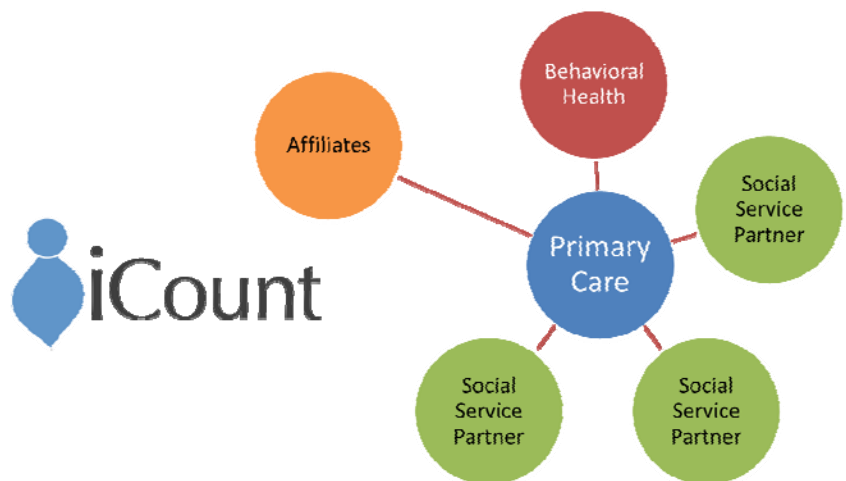 Behavioral
Health
Affiliates
Social
Service
Partner
Primary
Care
iCount
Social
Service
Partner
Social
Service
Partner